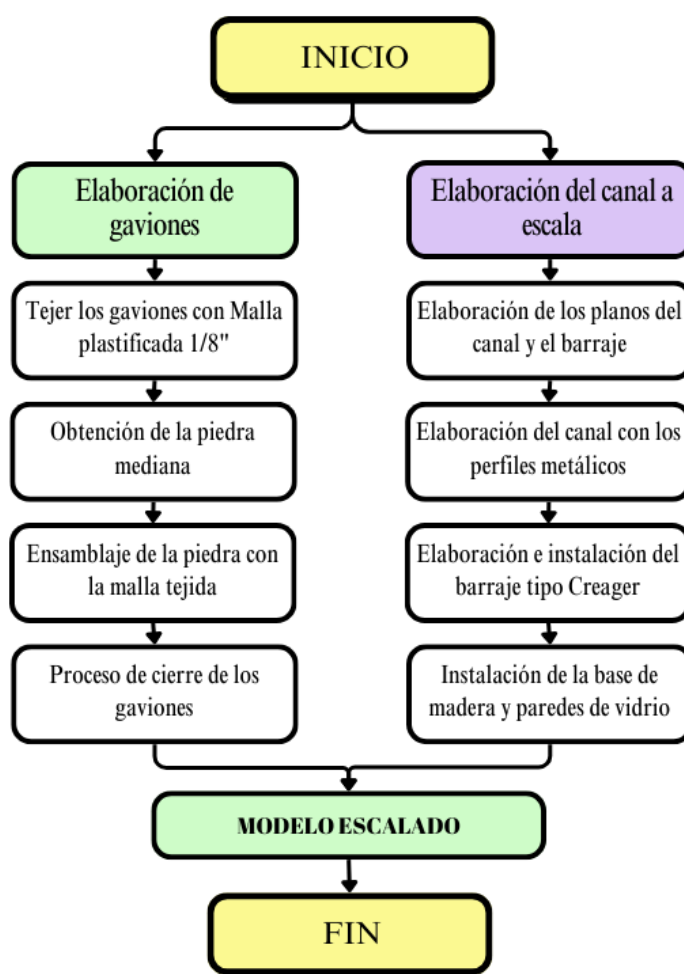 INICIO
Elaboración de
gaviones
Tejer los gaviones con Malla
plastificada 1/8"
Obtención de la piedra
mediana
Ensamblaje de la piedra con
la malla tejida
Proceso de cierre de los
gaviones
Elaboración del canal a
escala
Elaboración de los planos del
canal y el barraje
Elaboración del canal con los
perfiles metálicos
Elaboración e instalación del
barraje tipo Creager
Instalación de la base de
madera y paredes de vidrio
MODELO ESCALADO
FIN